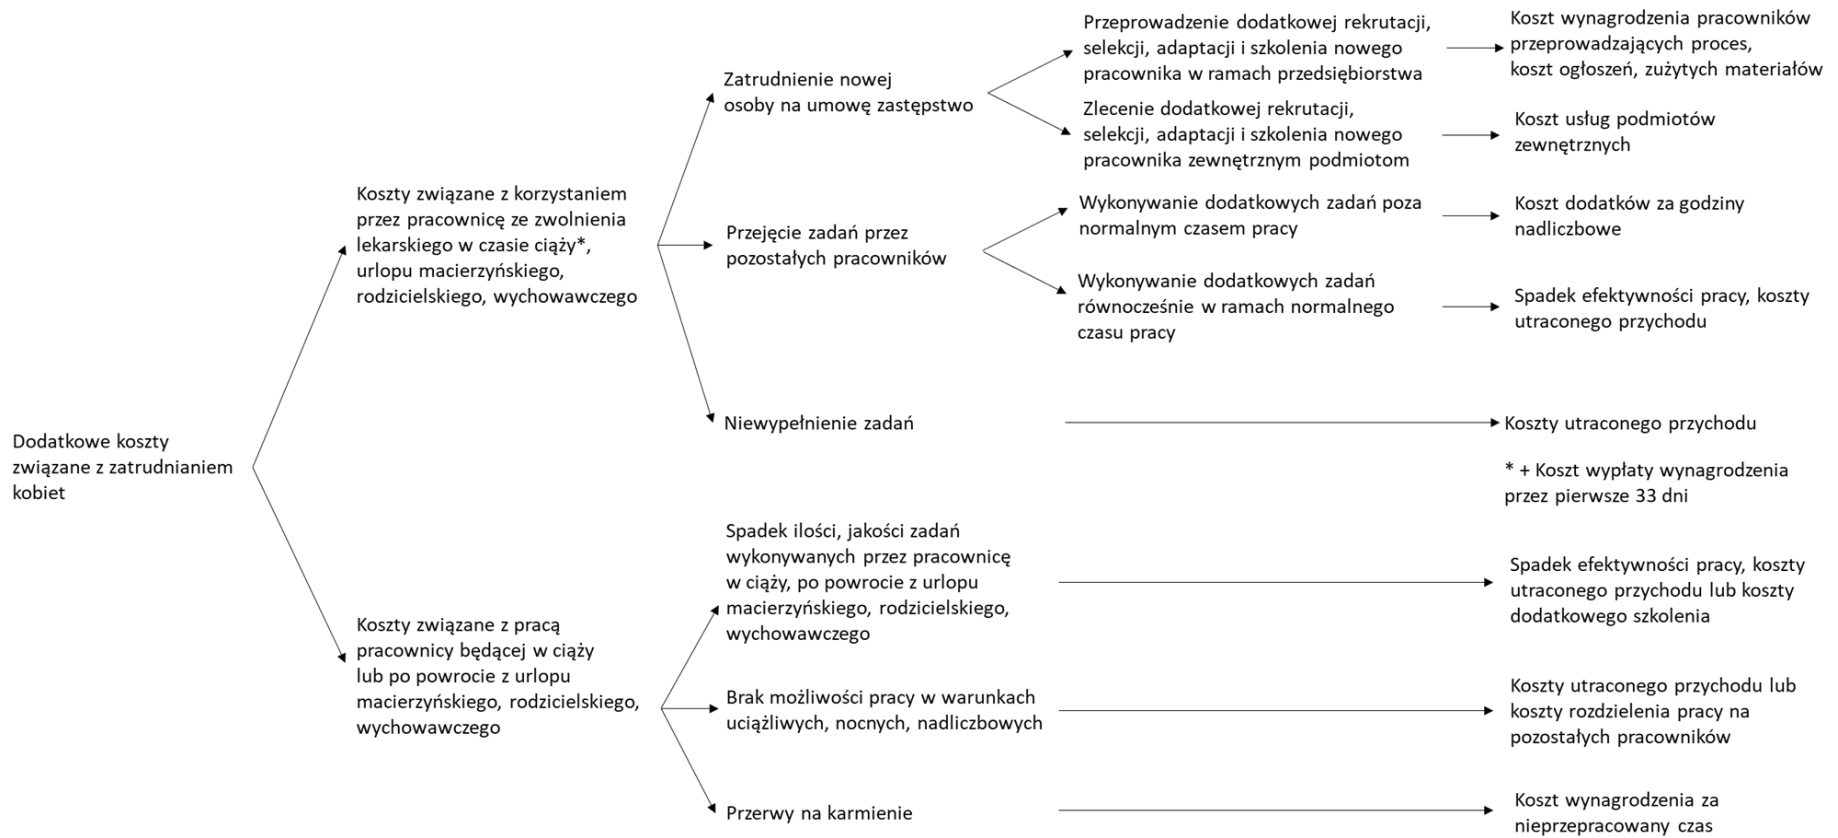 Dodatkowe koszty
związane z zatrudnianiem
kobiet
Koszty związane z korzystaniem
przez pracownicę ze zwolnienia
lekarskiego w czasie ciąży*,
urlopu macierzyńskiego,
rodzicielskiego, wychowawczego
Zatrudnienie nowej
osoby na umowę zastępstwo
Przeprowadzenie dodatkowej rekrutacji,
selekcji, adaptacji i szkolenia nowego
pracownika w ramach przedsiębiorstwa
Koszt wynagrodzenia pracowników
przeprowadzających proces,
koszt ogłoszeń, zużytych materiałów
Zlecenie dodatkowej rekrutacji,
selekcji, adaptacji i szkolenia nowego
pracownika zewnętrznym podmiotom
Koszt usług podmiotów
zewnętrznych
Przejęcie zadań przez
pozostałych pracowników
Wykonywanie dodatkowych zadań poza
normalnym czasem pracy
Koszt dodatków za godziny
nadliczbowe
Wykonywanie dodatkowych zadań
równocześnie w ramach normalnego
czasu pracy
Spadek efektywności pracy, koszty
utraconego przychodu
Niewypełnienie zadań
Koszty utraconego przychodu
* + Koszt wypłaty wynagrodzenia
przez pierwsze 33 dni
Koszty związane z pracą
pracownicy będącej w ciąży
lub po powrocie z urlopu
macierzyńskiego, rodzicielskiego,
wychowawczego
Spadek ilości, jakości zadań
wykonywanych przez pracownicę
w ciąży, po powrocie z urlopu
macierzyńskiego, rodzicielskiego,
wychowawczego
Spadek efektywności pracy, koszty
utraconego przychodu lub koszty
dodatkowego szkolenia
Brak możliwości pracy w warunkach
uciążliwych, nocnych, nadliczbowych
Koszty utraconego przychodu lub
koszty rozdzielenia pracy na
pozostałych pracowników
Przerwy na karmienie
Koszt wynagrodzenia za
nieprzepracowany czas